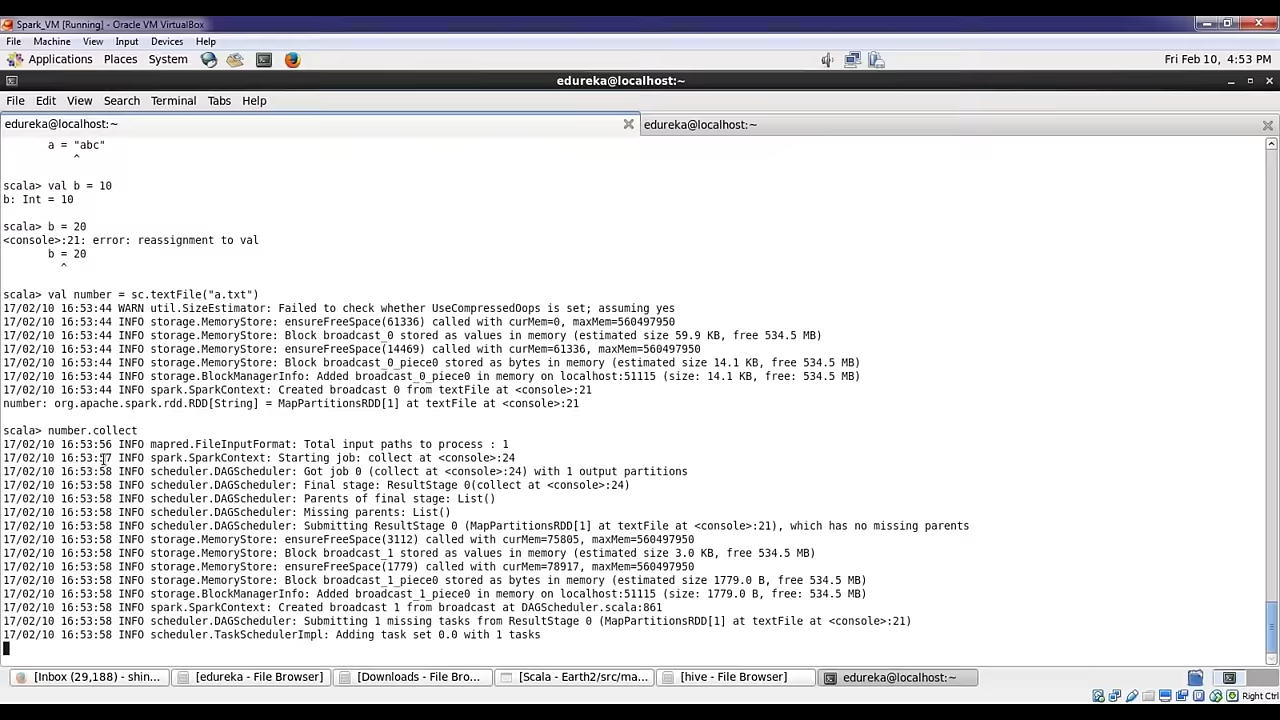 Spark_VM [Running] - Oracle VM VirtualBox
File Machine View Input Devices Help
Applications Places System Fri Feb 10, 4:53 PM
edureka@localhost:~
File Edit View Search Terminal Tabs Help
edureka@localhost:~ edureka@localhost:~
a = "abc"
^
scala> val b = 10
b: Int = 10
scala> b = 20
<console>:21: error: reassignment to val
b = 20
^
scala> val number = sc.textFile("a.txt")
17/02/10 16:53:44 WARN util.SizeEstimator: Failed to check whether UseCompressedOops is set; assuming yes
17/02/10 16:53:44 INFO storage.MemoryStore: ensureFreeSpace(61336) called with curMem=0, maxMem=560497950
17/02/10 16:53:44 INFO storage.MemoryStore: Block broadcast_0 stored as values in memory (estimated size 59.9 KB, free 534.5 MB)
17/02/10 16:53:44 INFO storage.MemoryStore: ensureFreeSpace(14469) called with curMem=61336, maxMem=560497950
17/02/10 16:53:44 INFO storage.MemoryStore: Block broadcast_0_piece0 stored as bytes in memory (estimated size 14.1 KB, free 534.5 MB)
17/02/10 16:53:44 INFO storage.BlockManagerInfo: Added broadcast_0_piece0 in memory on localhost:51115 (size: 14.1 KB, free: 534.5 MB)
17/02/10 16:53:44 INFO spark.SparkContext: Created broadcast 0 from textFile at <console>:21
number: org.apache.spark.rdd.RDD[String] = MapPartitionsRDD[1] at textFile at <console>:21
scala> number.collect
17/02/10 16:53:56 INFO mapred.FileInputFormat: Total input paths to process : 1
17/02/10 16:53:57 INFO spark.SparkContext: Starting job: collect at <console>:24
17/02/10 16:53:58 INFO scheduler.DAGScheduler: Got job 0 (collect at <console>:24) with 1 output partitions
17/02/10 16:53:58 INFO scheduler.DAGScheduler: Final stage: ResultStage 0(collect at <console>:24)
17/02/10 16:53:58 INFO scheduler.DAGScheduler: Parents of final stage: List()
17/02/10 16:53:58 INFO scheduler.DAGScheduler: Missing parents: List()
17/02/10 16:53:58 INFO scheduler.DAGScheduler: Submitting ResultStage 0 (MapPartitionsRDD[1] at textFile at <console>:21), which has no missing parents
17/02/10 16:53:58 INFO storage.MemoryStore: ensureFreeSpace(3112) called with curMem=75805, maxMem=560497950
17/02/10 16:53:58 INFO storage.MemoryStore: Block broadcast_1 stored as values in memory (estimated size 3.0 KB, free 534.5 MB)
17/02/10 16:53:58 INFO storage.MemoryStore: ensureFreeSpace(1779) called with curMem=78917, maxMem=560497950
17/02/10 16:53:58 INFO storage.MemoryStore: Block broadcast_1_piece0 stored as bytes in memory (estimated size 1779.0 B, free 534.5 MB)
17/02/10 16:53:58 INFO storage.BlockManagerInfo: Added broadcast_1_piece0 in memory on localhost:51115 (size: 1779.0 B, free: 534.5 MB)
17/02/10 16:53:58 INFO spark.SparkContext: Created broadcast 1 from broadcast at DAGScheduler.scala:861
17/02/10 16:53:58 INFO scheduler.DAGScheduler: Submitting 1 missing tasks from ResultStage 0 (MapPartitionsRDD[1] at textFile at <console>:21)
17/02/10 16:53:58 INFO scheduler.TaskSchedulerImpl: Adding task set 0.0 with 1 tasks
[Inbox (29,188) - shin... [edureka - File Browser] [Downloads - File Bro... [Scala - Earth2/src/ma... [hive - File Browser] edureka@localhost:~
Right Ctrl